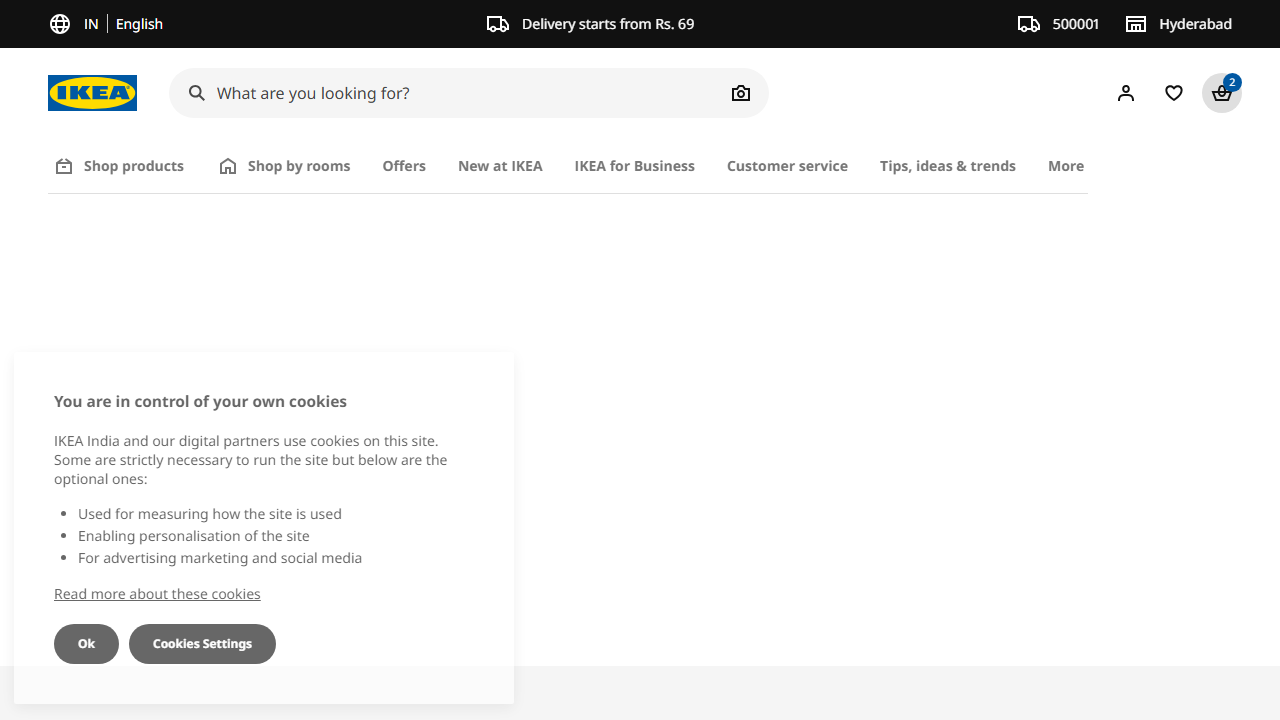 IN English
Delivery starts from Rs. 69
500001
Hyderabad
IKEA
What are you looking for?
2
Shop products
Shop by rooms
Offers
New at IKEA
IKEA for Business
Customer service
Tips, ideas & trends
More
You are in control of your own cookies
IKEA India and our digital partners use cookies on this site.
Some are strictly necessary to run the site but below are the
optional ones:
Used for measuring how the site is used
Enabling personalisation of the site
For advertising marketing and social media
Read more about these cookies
Ok
Cookies Settings